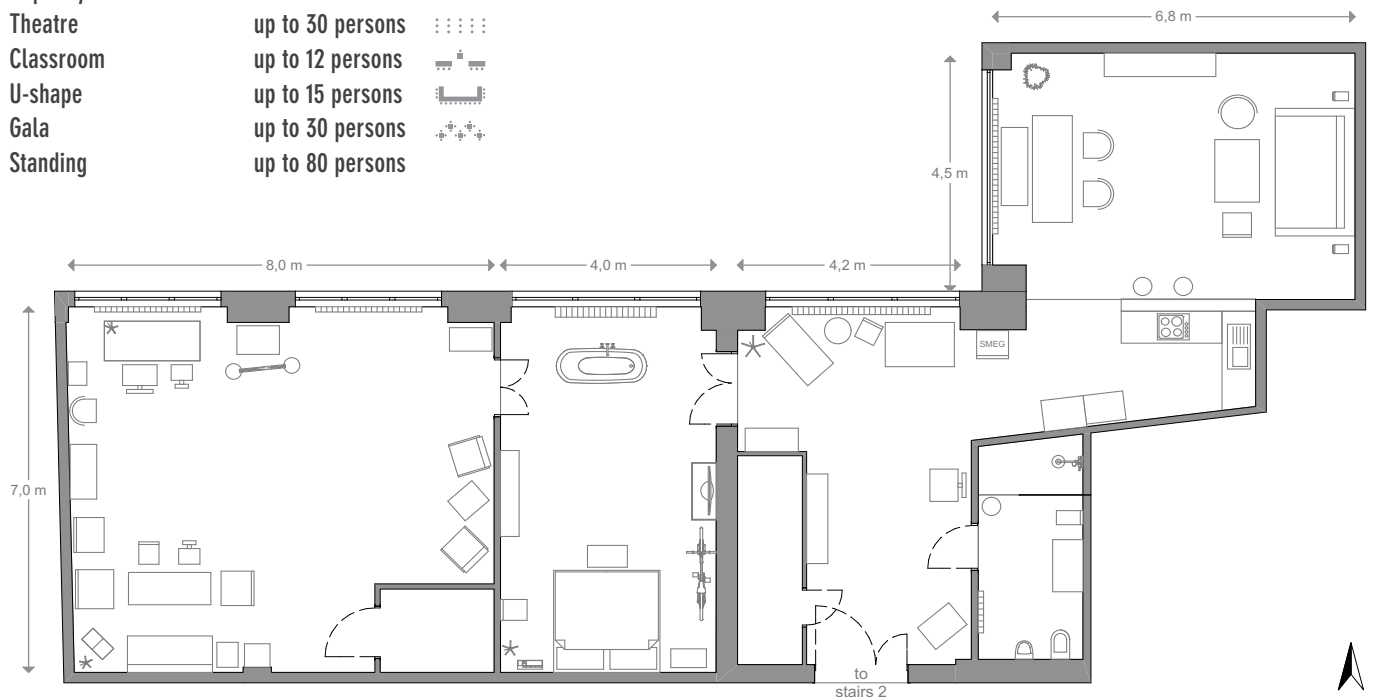 Theatre up to 30 persons
Classroom up to 12 persons
U-shape up to 15 persons
Gala up to 30 persons
Standing up to 80 persons
6,8 m
4,5 m
8,0 m
4,0 m
4,2 m
SMEG
7,0 m
to
stairs 2